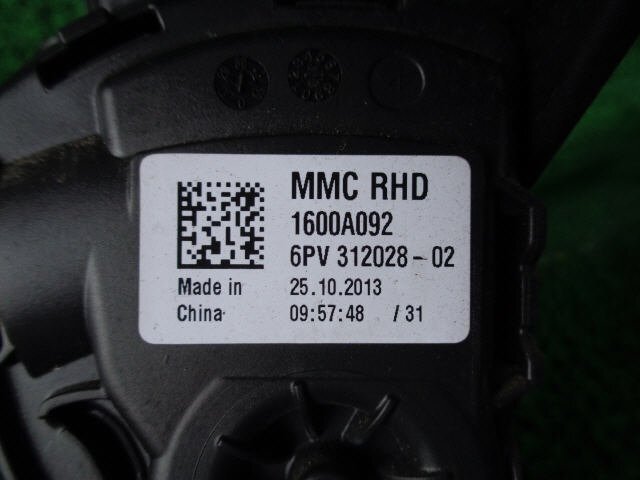 MMC RHD
1600A092
6PV 312028-02
Made in 25.10.2013
China 09:57:48 /31